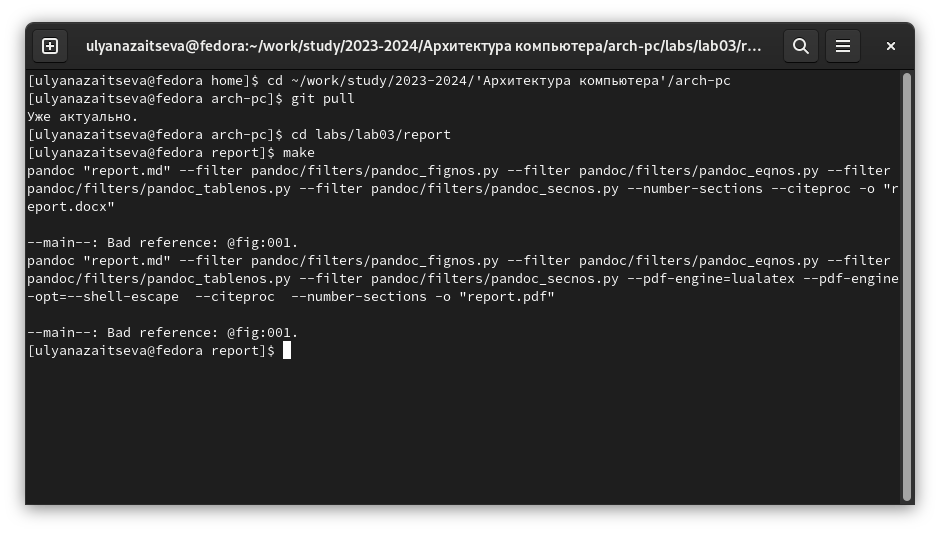 ulyanazaitseva@fedora:~/work/study/2023-2024/Архитектура компьютера/arch-pc/labs/lab03/r...
[ulyanazaitseva@fedora home]$ cd ~/work/study/2023-2024/'Архитектура компьютера'/arch-pc
[ulyanazaitseva@fedora arch-pc]$ git pull
Уже актуально.
[ulyanazaitseva@fedora arch-pc]$ cd labs/lab03/report
[ulyanazaitseva@fedora report]$ make
pandoc "report.md" --filter pandoc/filters/pandoc_fignos.py --filter pandoc/filters/pandoc_eqnos.py --filter
pandoc/filters/pandoc_tablenos.py --filter pandoc/filters/pandoc_secnos.py --number-sections --citeproc -o "r
eport.docx"
--main--: Bad reference: @fig:001.
pandoc "report.md" --filter pandoc/filters/pandoc_fignos.py --filter pandoc/filters/pandoc_eqnos.py --filter
pandoc/filters/pandoc_tablenos.py --filter pandoc/filters/pandoc_secnos.py --pdf-engine=lualatex --pdf-engine
-opt=--shell-escape  --citeproc  --number-sections -o "report.pdf"
--main--: Bad reference: @fig:001.
[ulyanazaitseva@fedora report]$